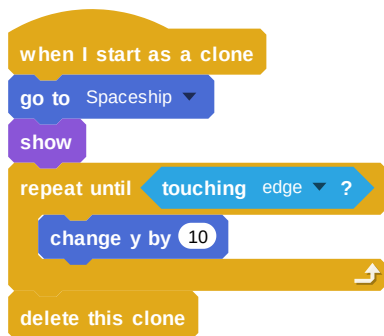 when I start as a clone
go to Spaceship
show
repeat until touching edge ?
change y by 10
delete this clone